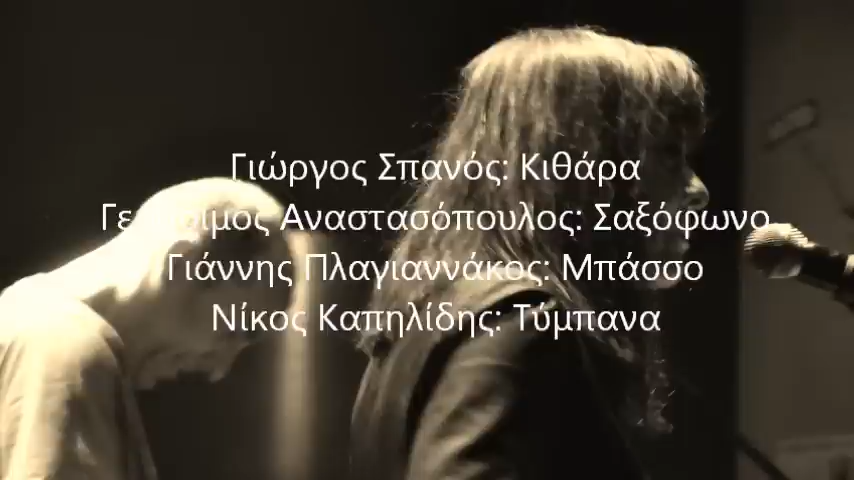 Γιώργος Σπανός: Κιθάρα
Αναστασόπουλος: Σαξόφωνο
Γιάννης Πλαγιαννάκος: Μπάσσο
Νίκος Καπηλίδης: Τύμπανα